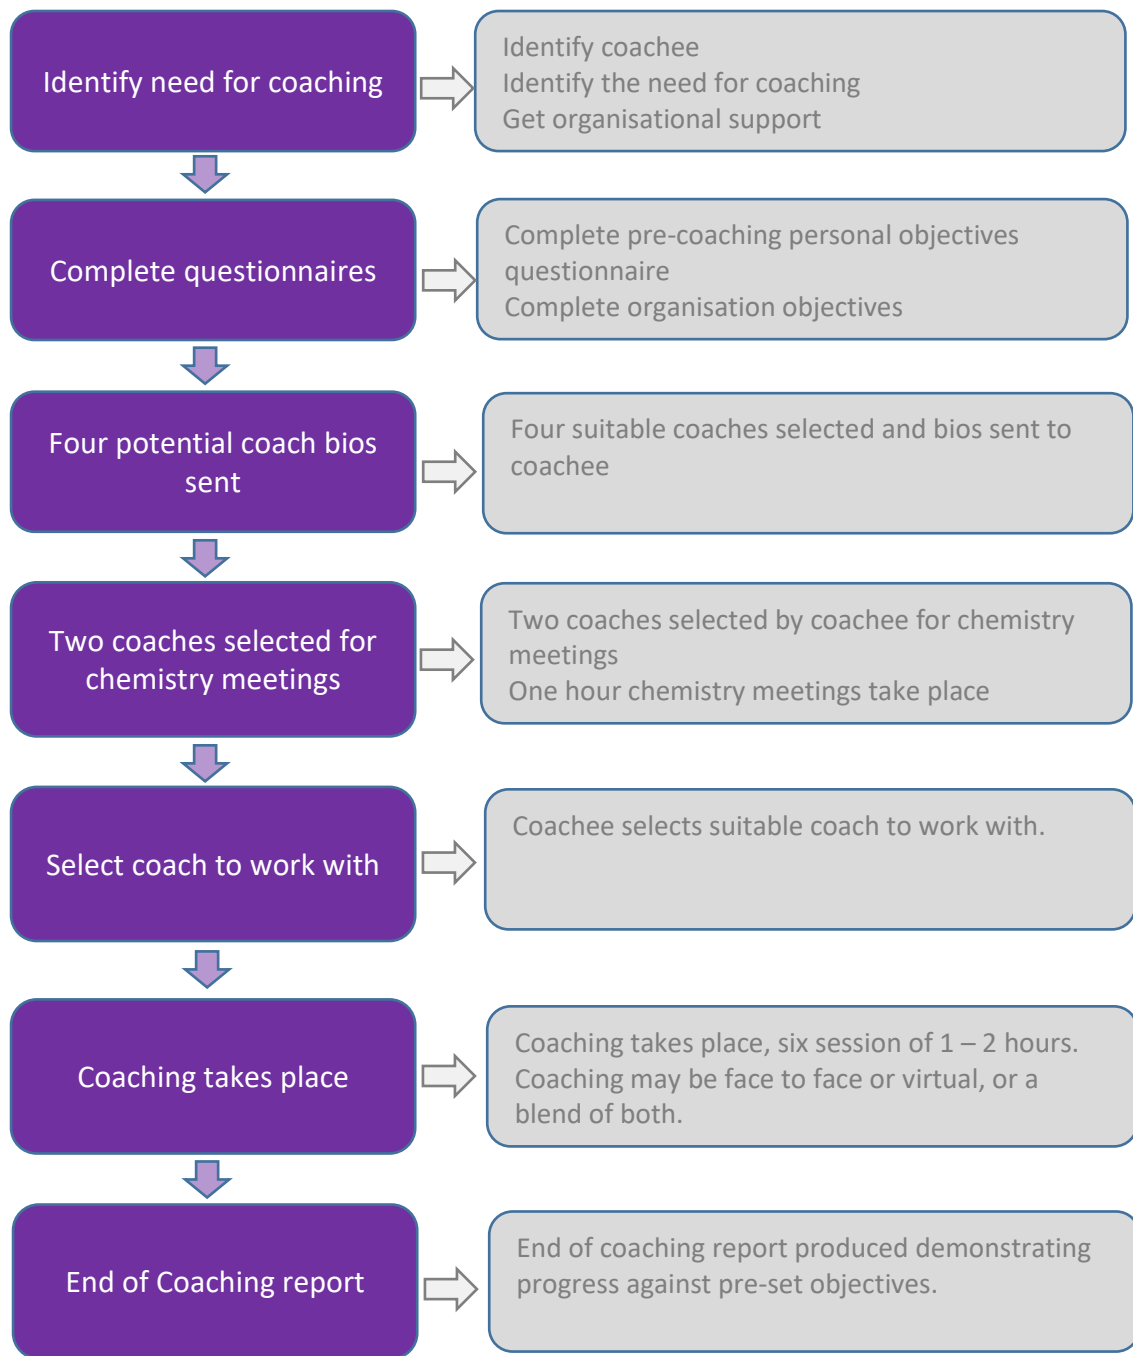 Identify need for coaching
Identify coachee
Identify the need for coaching
Get organisational support
Complete questionnaires
Complete pre-coaching personal objectives
questionnaire
Complete organisation objectives
Four potential coach bios
sent
Four suitable coaches selected and bios sent to
coachee
Two coaches selected for
chemistry meetings
Two coaches selected by coachee for chemistry
meetings
One hour chemistry meetings take place
Select coach to work with
Coachee selects suitable coach to work with.
Coaching takes place
Coaching takes place, six session of 1 – 2 hours.
Coaching may be face to face or virtual, or a
blend of both.
End of Coaching report
End of coaching report produced demonstrating
progress against pre-set objectives.